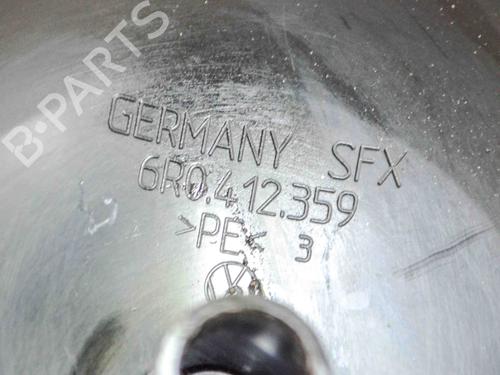 B·PARTS
GERMANY SFX
6R0.412.359
>PE< 3